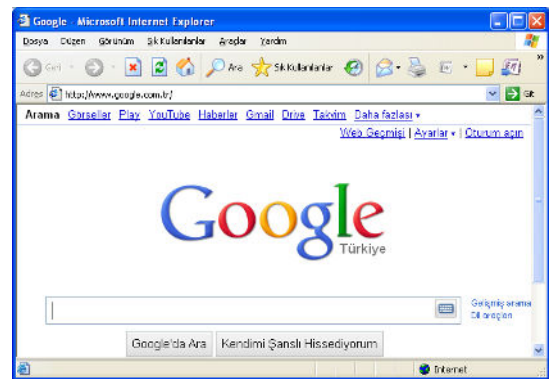 Google - Microsoft Internet Explorer
Dosya Düzen Görünüm Sık Kullanılanlar Araçlar Yardım
Geri Ara Sık Kullanılanlar
Adres http://www.google.com.tr/ Git
Arama Görseller Play YouTube Haberler Gmail Drive Takvim Daha fazlası
Web Geçmişi | Ayarlar | Oturum açın
Google
Türkiye
Gelişmiş arama
Dil araçları
Google'da Ara Kendimi Şanslı Hissediyorum
Internet